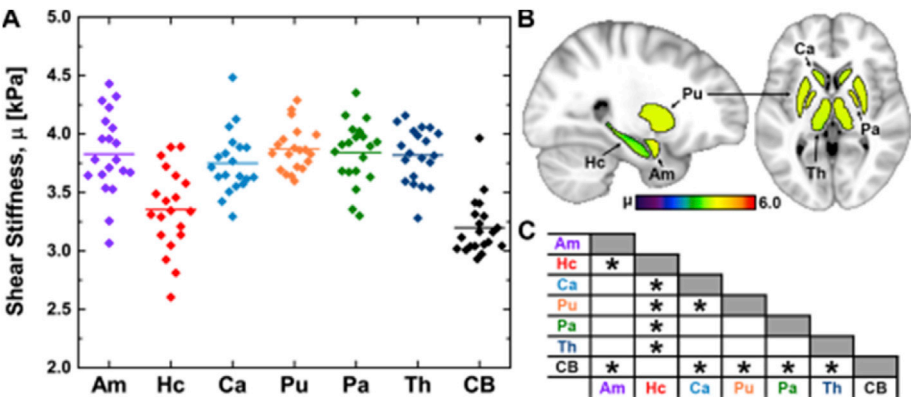 A
Shear Stiffness, μ [kPa]
5.0
4.5
4.0
3.5
3.0
2.5
2.0
Am Hc Ca Pu Pa Th CB
B
Ca
Pu
Pa
Hc
Am
Th
μ 6.0
C
Am
Hc *
Ca *
Pu * *
Pa *
Th *
CB * * * * *
Am Hc Ca Pu Pa Th CB